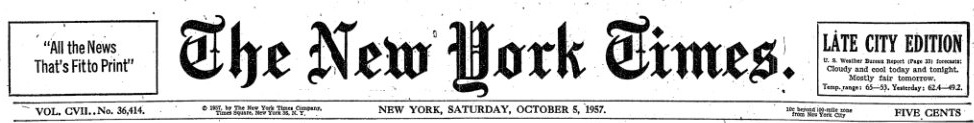 "All the News
That's Fit to Print"
The New York Times.
LATE CITY EDITION
U. S. Weather Bureau Report (Page 33) forecasts:
Cloudy and cool today and tonight.
Mostly fair tomorrow.
Temp. range: 65—53. Yesterday: 62.4—49.2.
VOL. CVII..No. 36,414.
© 1957, by The New York Times Company.
Times Square, New York 36, N. Y.
NEW YORK, SATURDAY, OCTOBER 5, 1957.
10¢ beyond 100-mile zone
from New York City
FIVE CENTS